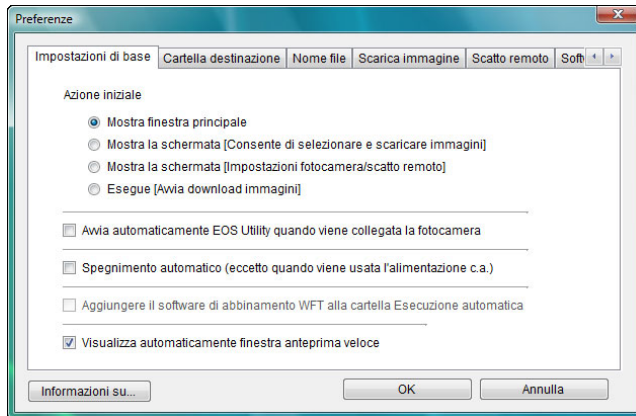 Preferenze
Impostazioni di base Cartella destinazione Nome file Scarica immagine Scatto remoto Soft
Azione iniziale
Mostra finestra principale
Mostra la schermata [Consente di selezionare e scaricare immagini]
Mostra la schermata [Impostazioni fotocamera/scatto remoto]
Esegue [Avvia download immagini]
Avvia automaticamente EOS Utility quando viene collegata la fotocamera
Spegnimento automatico (eccetto quando viene usata l'alimentazione c.a.)
Aggiungere il software di abbinamento WFT alla cartella Esecuzione automatica
Visualizza automaticamente finestra anteprima veloce
Informazioni su... OK Annulla